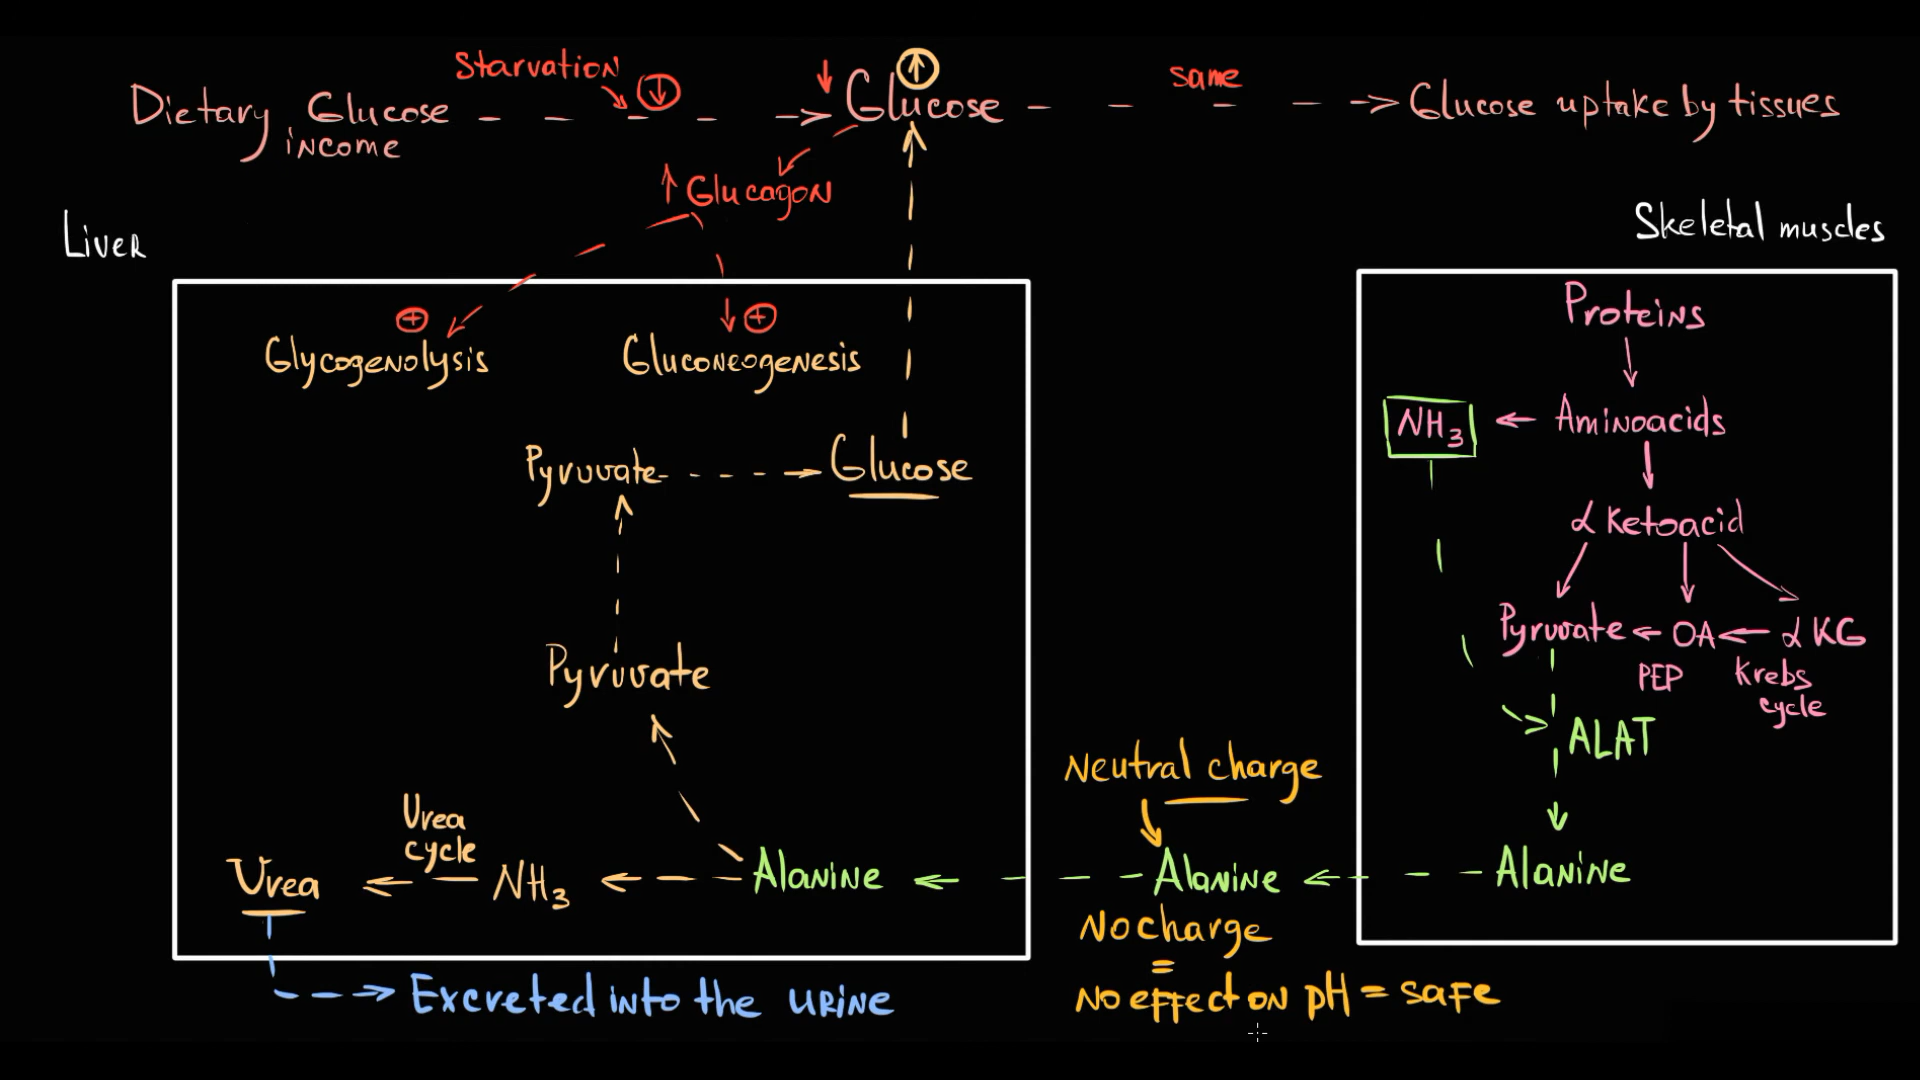 Starvation
same
Dietary Glucose
income
Glucose
Glucose uptake by tissues
Glucagon
Liver
Skeletal muscles
Glycogenolysis
Gluconeogenesis
Pyruvate
Glucose
Pyruvate
Urea
cycle
Urea
NH3
Alanine
Excreted into the urine
Neutral charge
Alanine
No charge
=
No effect on pH = safe
Proteins
NH3
Aminoacids
α Ketoacid
Pyruvate
OA
αKG
PEP
Krebs
cycle
ALAT
Alanine